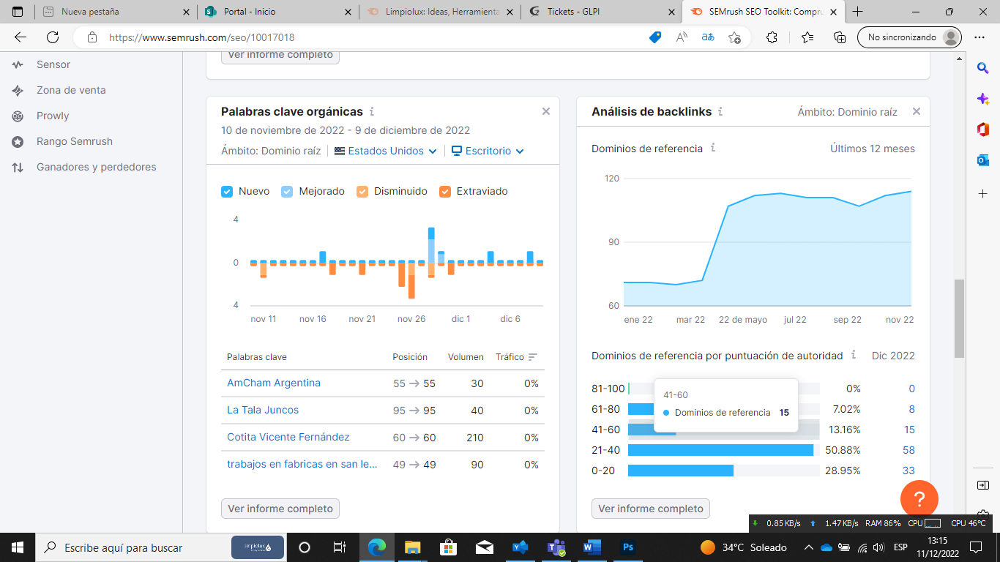 Nueva pestaña
Portal - Inicio
Limpiolux: Ideas, Herramienta
Tickets - GLPI
SEMrush SEO Toolkit: Compru
https://www.semrush.com/seo/10017018
No sincronizando
Sensor
Zona de venta
Prowly
Rango Semrush
Ganadores y perdedores
Ver informe completo
Palabras clave orgánicas
10 de noviembre de 2022 - 9 de diciembre de 2022
Ámbito: Dominio raíz
Estados Unidos
Escritorio
Nuevo
Mejorado
Disminuido
Extraviado
4
0
4
nov 11
nov 16
nov 21
nov 26
dic 1
dic 6
Palabras clave Posición Volumen Tráfico
AmCham Argentina 55 → 55 30 0%
La Tala Juncos 95 → 95 40 0%
Cotita Vicente Fernández 60 → 60 210 0%
trabajos en fabricas en san le... 49 → 49 90 0%
Ver informe completo
Análisis de backlinks
Ámbito: Dominio raíz
Dominios de referencia
Últimos 12 meses
120
90
60
ene 22
mar 22
22 de mayo
jul 22
sep 22
nov 22
Dominios de referencia por puntuación de autoridad
Dic 2022
81-100 0% 0
61-80 7.02% 8
41-60 13.16% 15
21-40 50.88% 58
0-20 28.95% 33
41-60
Dominios de referencia 15
Ver informe completo
?
0.85 KB/s
1.47 KB/s
RAM 86%
CPU
CPU 46°C
Escribe aquí para buscar
limpiolux
34°C Soleado
ESP
13:15
11/12/2022